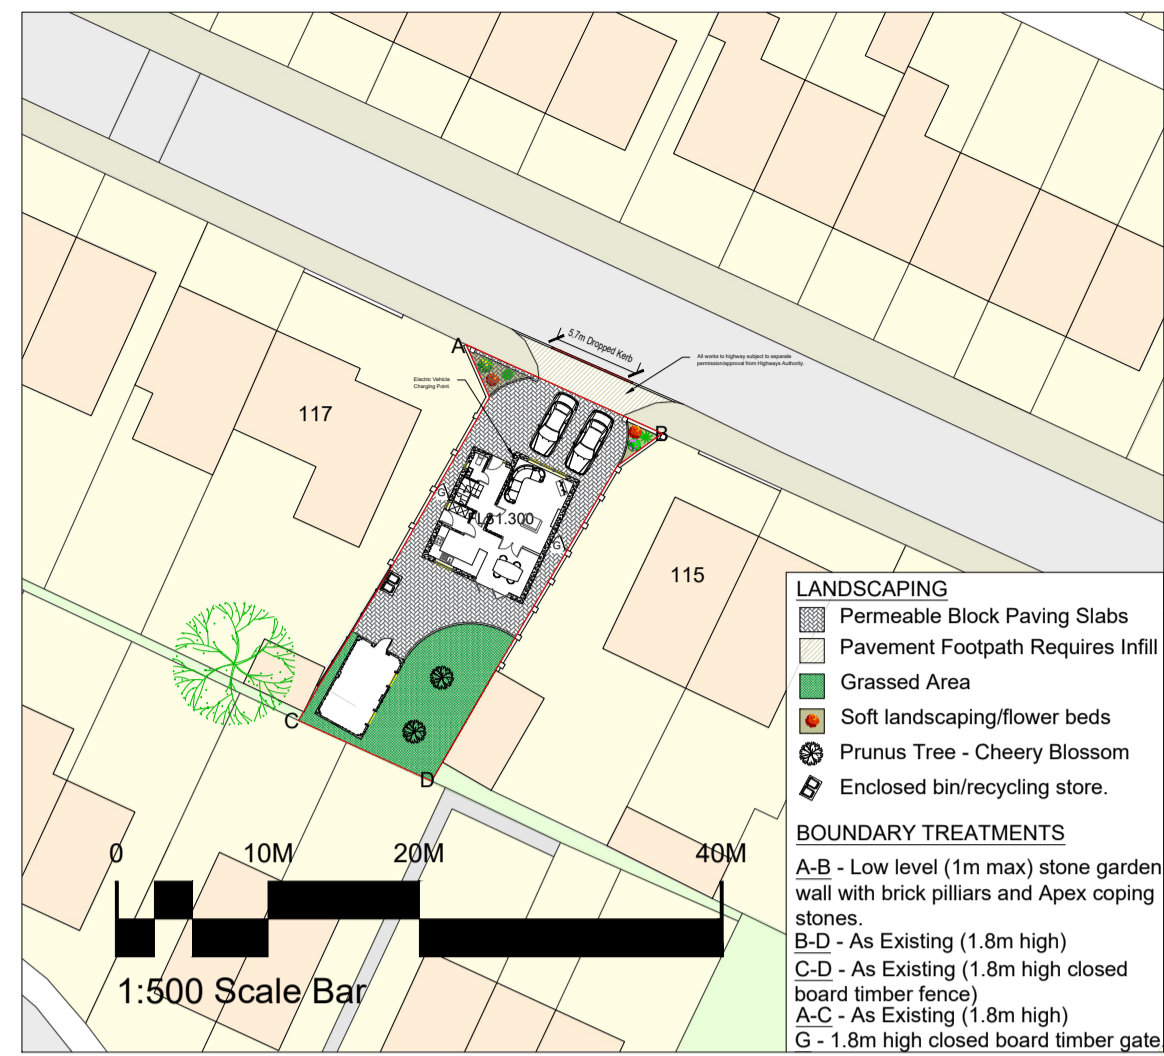 A
5.7m Dropped Kerb
All works to highway subject to separate
permission/approval from Highways Authority.
Electric Vehicle
Charging Point.
117
B
G
G
115
C
D
0 10M 20M 40M
1:500 Scale Bar
LANDSCAPING
Permeable Block Paving Slabs
Pavement Footpath Requires Infill
Grassed Area
Soft landscaping/flower beds
Prunus Tree - Cheery Blossom
Enclosed bin/recycling store.
BOUNDARY TREATMENTS
A-B - Low level (1m max) stone garden
wall with brick pilliars and Apex coping
stones.
B-D - As Existing (1.8m high)
C-D - As Existing (1.8m high closed
board timber fence)
A-C - As Existing (1.8m high)
G - 1.8m high closed board timber gate.